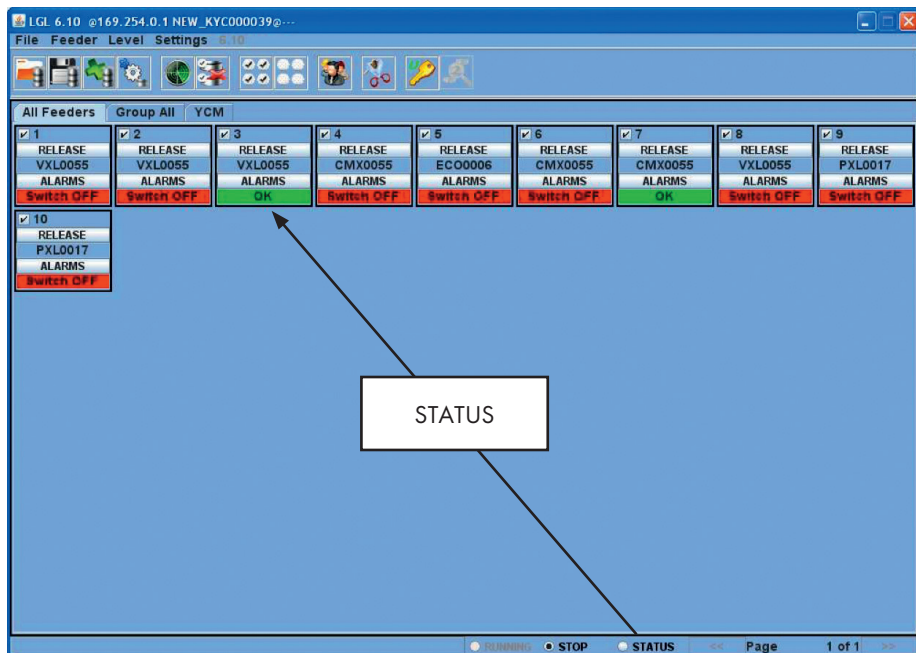 LGL 6.10 @169.254.0.1 NEW_KYC000039@---
File Feeder Level Settings 6.10
All Feeders Group All YCM
1 2 3 4 5 6 7 8 9
RELEASE RELEASE RELEASE RELEASE RELEASE RELEASE RELEASE RELEASE RELEASE
VXL0055 VXL0055 VXL0055 CMX0055 ECO0006 CMX0055 CMX0055 VXL0055 PXL0017
ALARMS ALARMS ALARMS ALARMS ALARMS ALARMS ALARMS ALARMS ALARMS
Switch OFF Switch OFF OK Switch OFF Switch OFF Switch OFF OK Switch OFF Switch OFF
10
RELEASE
PXL0017
ALARMS
Switch OFF
STATUS
RUNNING STOP STATUS << Page 1 of 1 >>